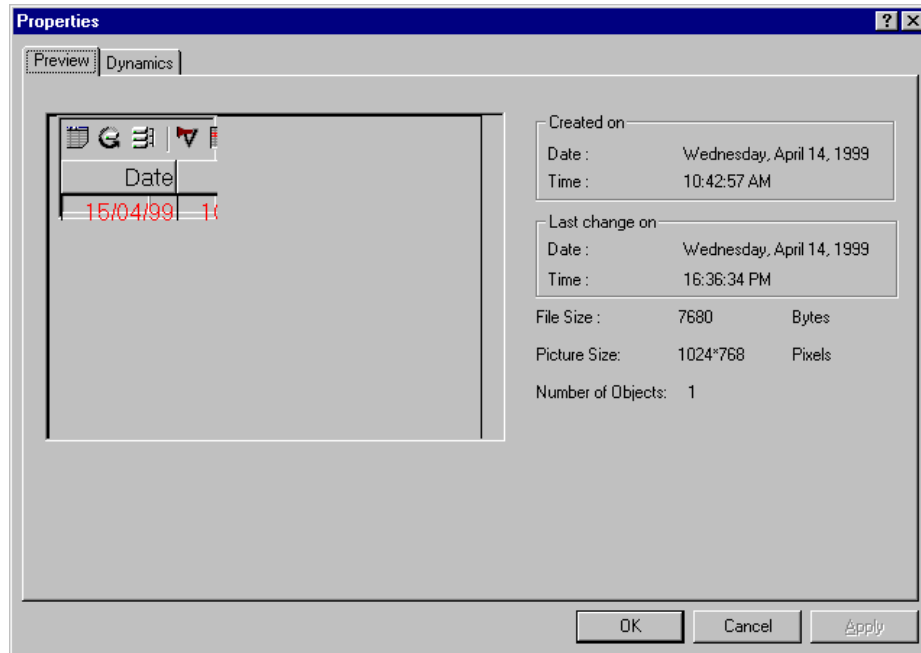 Properties
Preview Dynamics
Date
15/04/99
Created on
Date : Wednesday, April 14, 1999
Time : 10:42:57 AM
Last change on
Date : Wednesday, April 14, 1999
Time : 16:36:34 PM
File Size : 7680 Bytes
Picture Size: 1024*768 Pixels
Number of Objects: 1
OK Cancel Apply